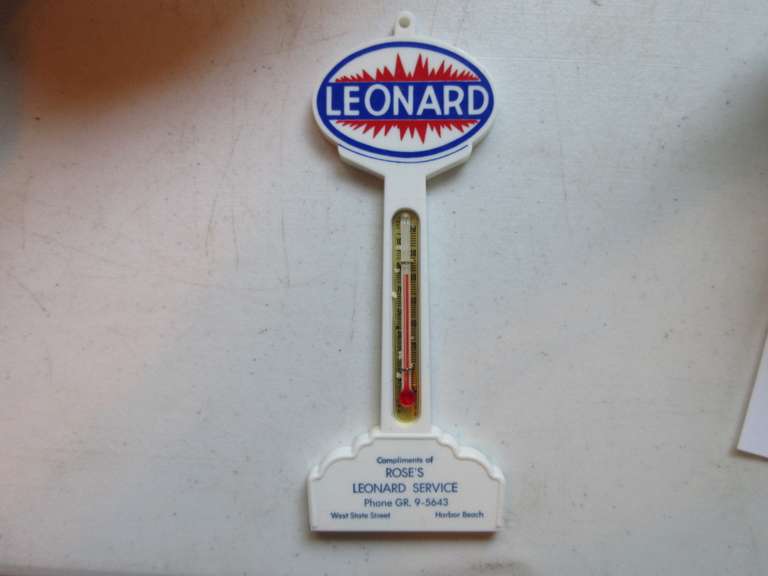 LEONARD
Compliments of
ROSE'S
LEONARD SERVICE
Phone GR. 9-5643
West State Street Harbor Beach